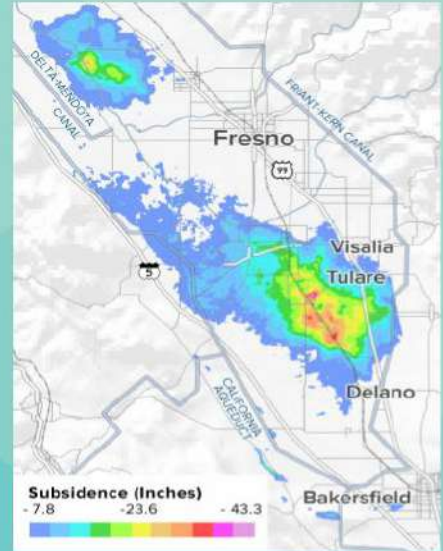 DELTA-MENDOTA
CANAL
FRIANT-KERN CANAL
Fresno
99
Visalia
Tulare
5
Delano
CALIFORNIA
AQUEDUCT
Bakersfield
Subsidence (Inches)
- 7.8 -23.6 - 43.3